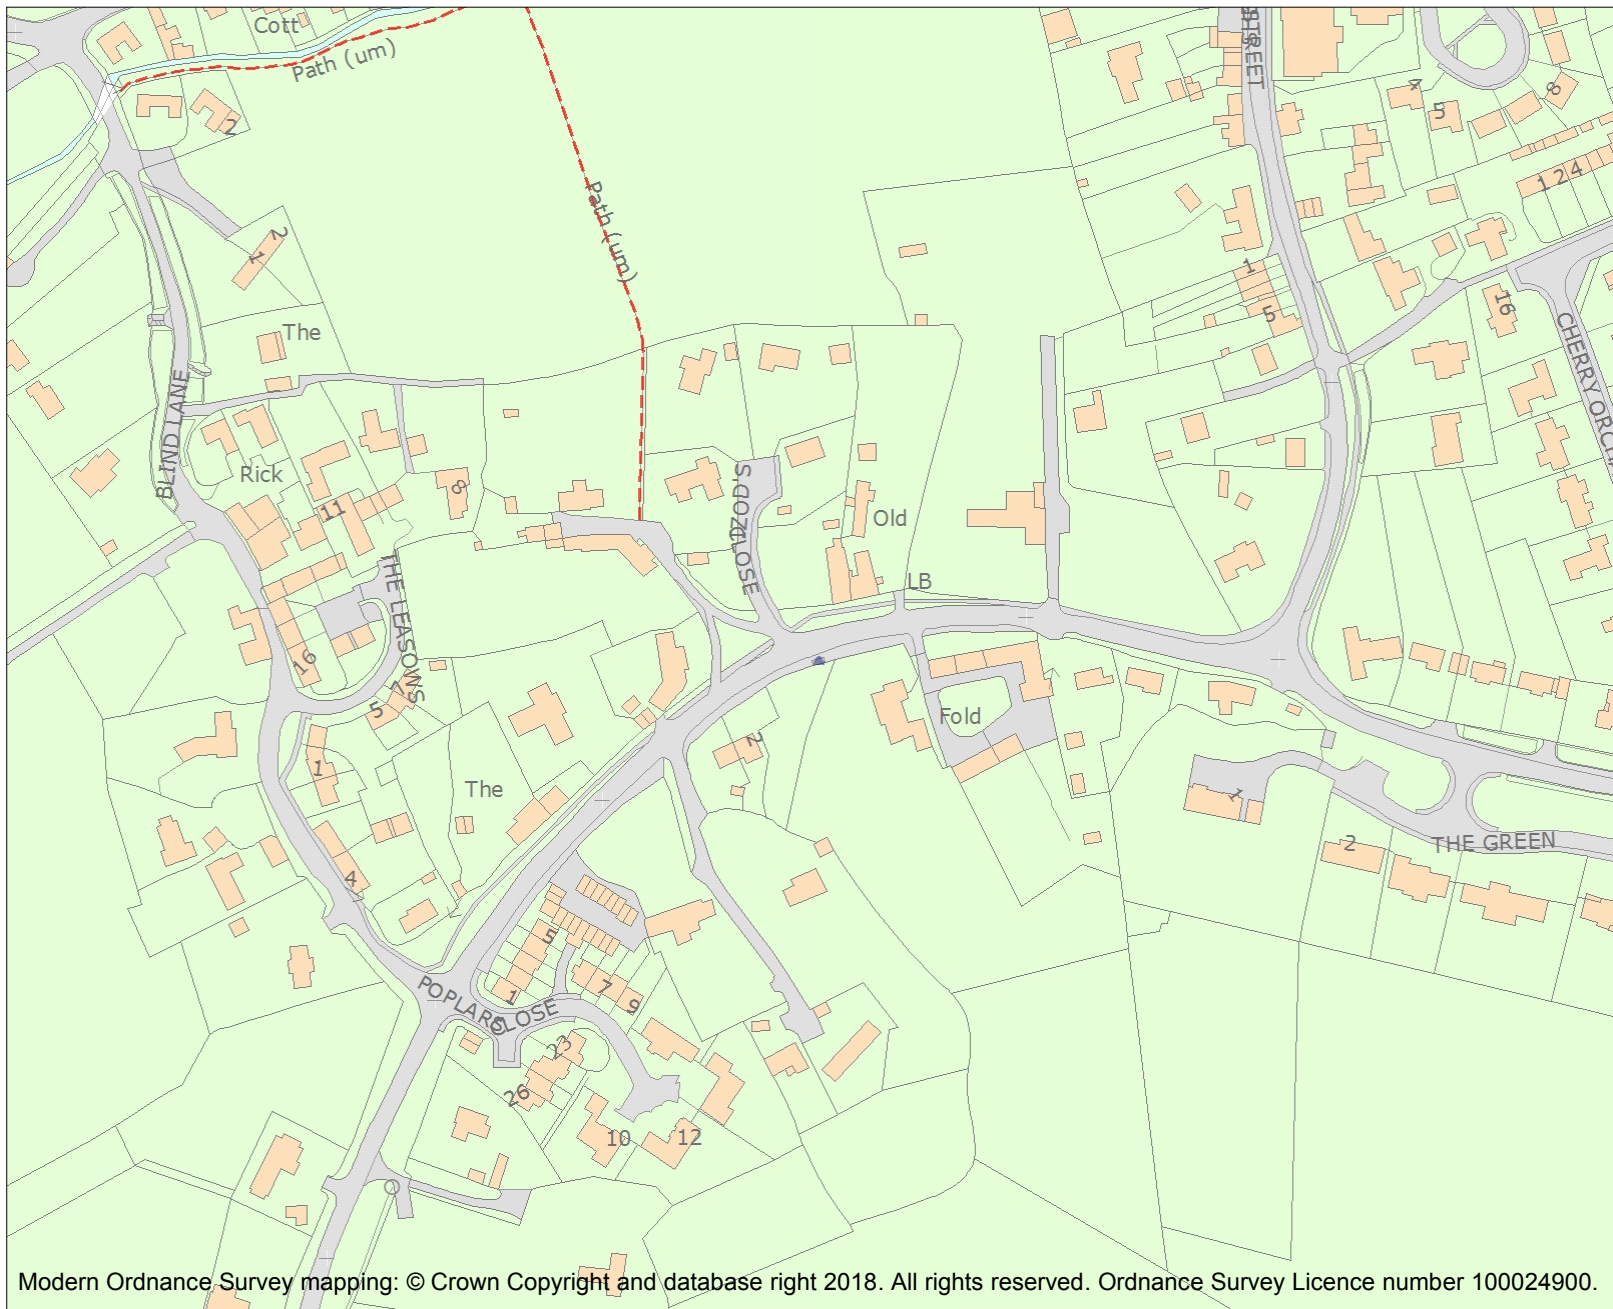 Cott
Path (um)
2
STREET
4
5
8
1 2 4
Path (um)
2
1
The
1
5
16
CHERRY ORCH
BLIND LANE
Rick
11
8
Old
LB
CLOSE
THE LEASOWS
16
7
5
1
The
4
2
Fold
1
2
THE GREEN
5
1
7
9
POPLARS
CLOSE
23
26
10
12
Modern Ordnance Survey mapping: © Crown Copyright and database right 2018. All rights reserved. Ordnance Survey Licence number 100024900.